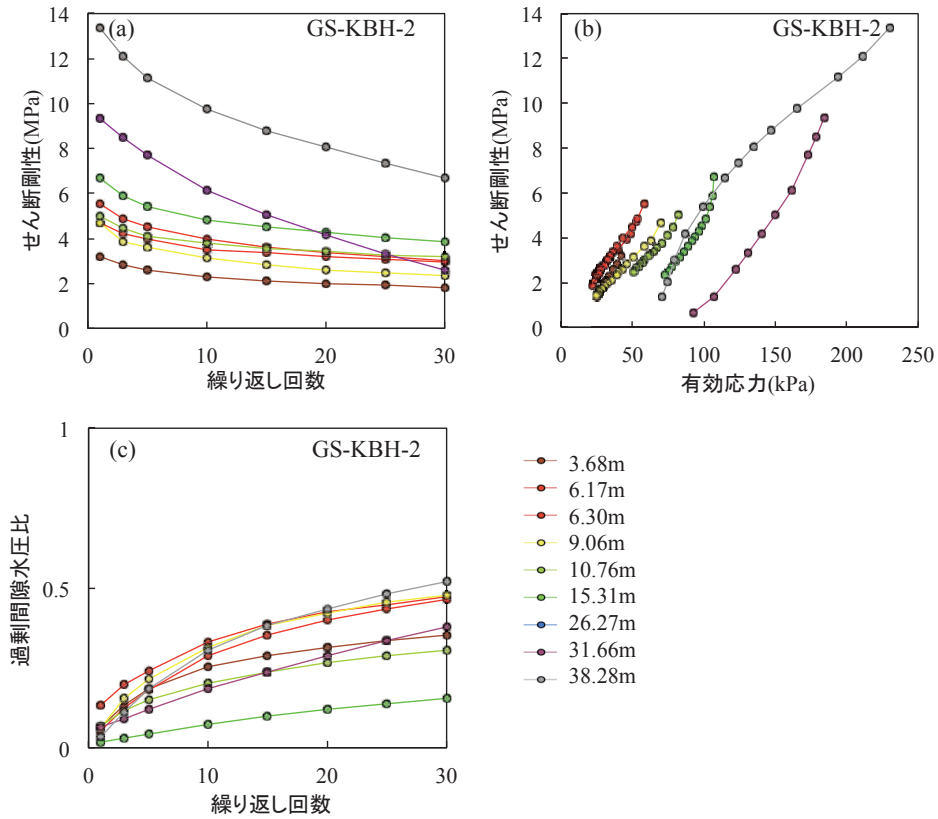 (a) GS-KBH-2
せん断剛性(MPa)
14
12
10
8
6
4
2
0
0 10 20 30
繰り返し回数
(b) GS-KBH-2
せん断剛性(MPa)
14
12
10
8
6
4
2
0
0 50 100 150 200 250
有効応力(kPa)
(c) GS-KBH-2
過剰間隙水圧比
1
0.5
0
0 10 20 30
繰り返し回数
3.68m
6.17m
6.30m
9.06m
10.76m
15.31m
26.27m
31.66m
38.28m